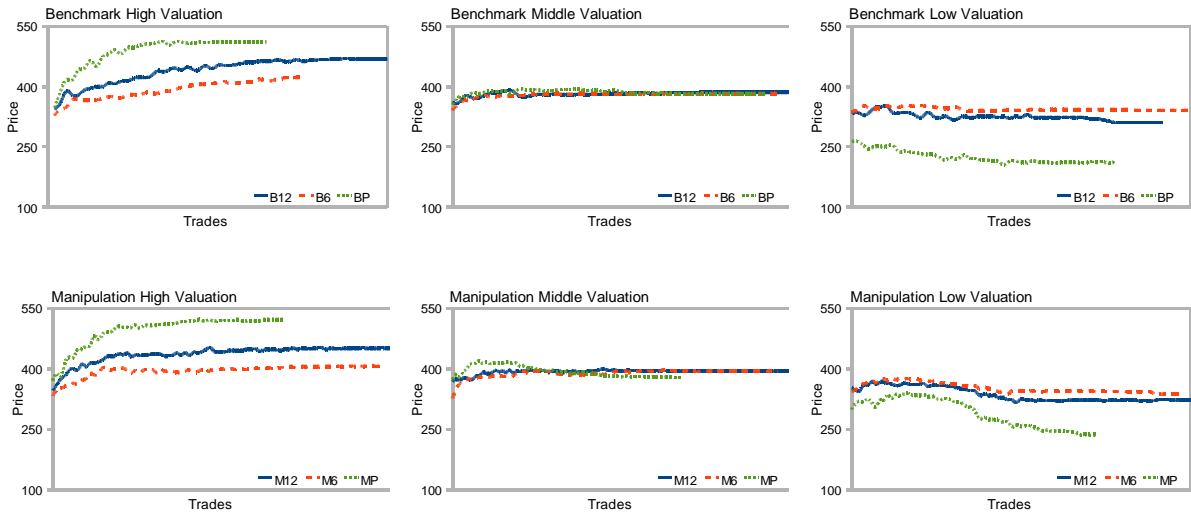 Benchmark High Valuation
550
400
250
100
Price
B12 B6 BP
Trades
Benchmark Middle Valuation
550
400
250
100
Price
B12 B6 BP
Trades
Benchmark Low Valuation
550
400
250
100
Price
B12 B6 BP
Trades
Manipulation High Valuation
550
400
250
100
Price
M12 M6 MP
Trades
Manipulation Middle Valuation
550
400
250
100
Price
M12 M6 MP
Trades
Manipulation Low Valuation
550
400
250
100
Price
M12 M6 MP
Trades